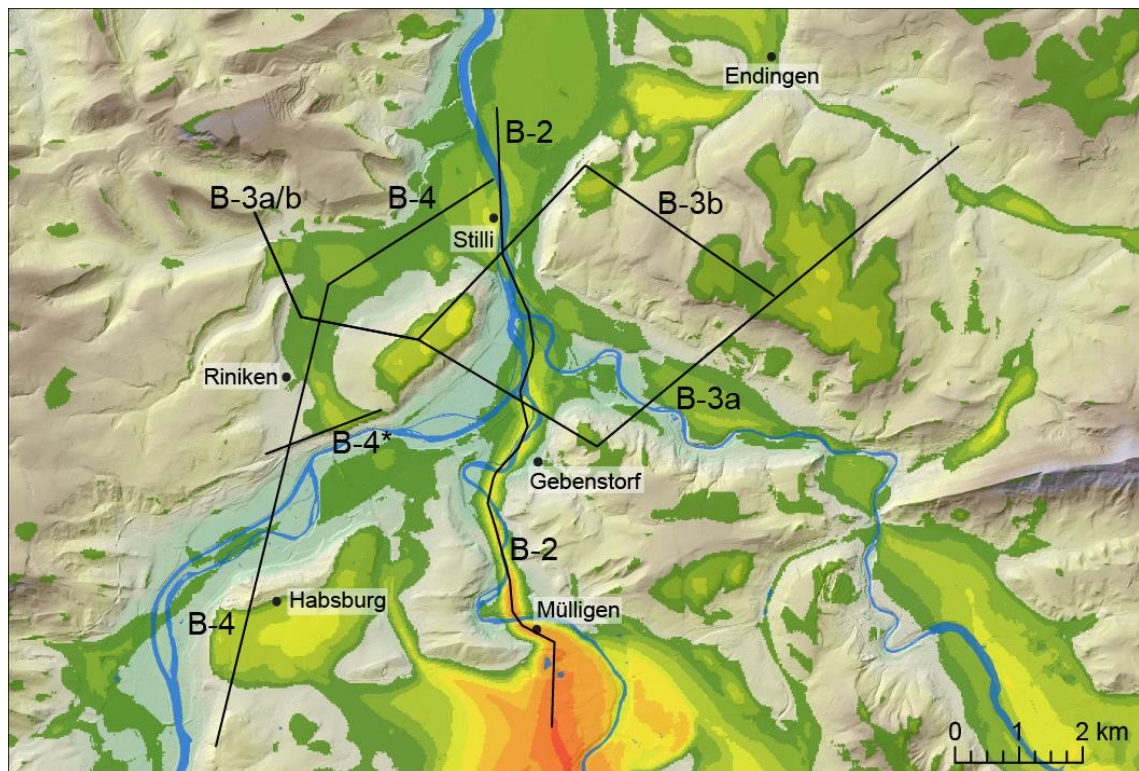 Endingen
B-2
B-3a/b
B-4
B-3b
Stilli
Riniken
B-3a
B-4*
Gebenstorf
B-2
Habsburg
Mülligen
B-4
0 1 2 km